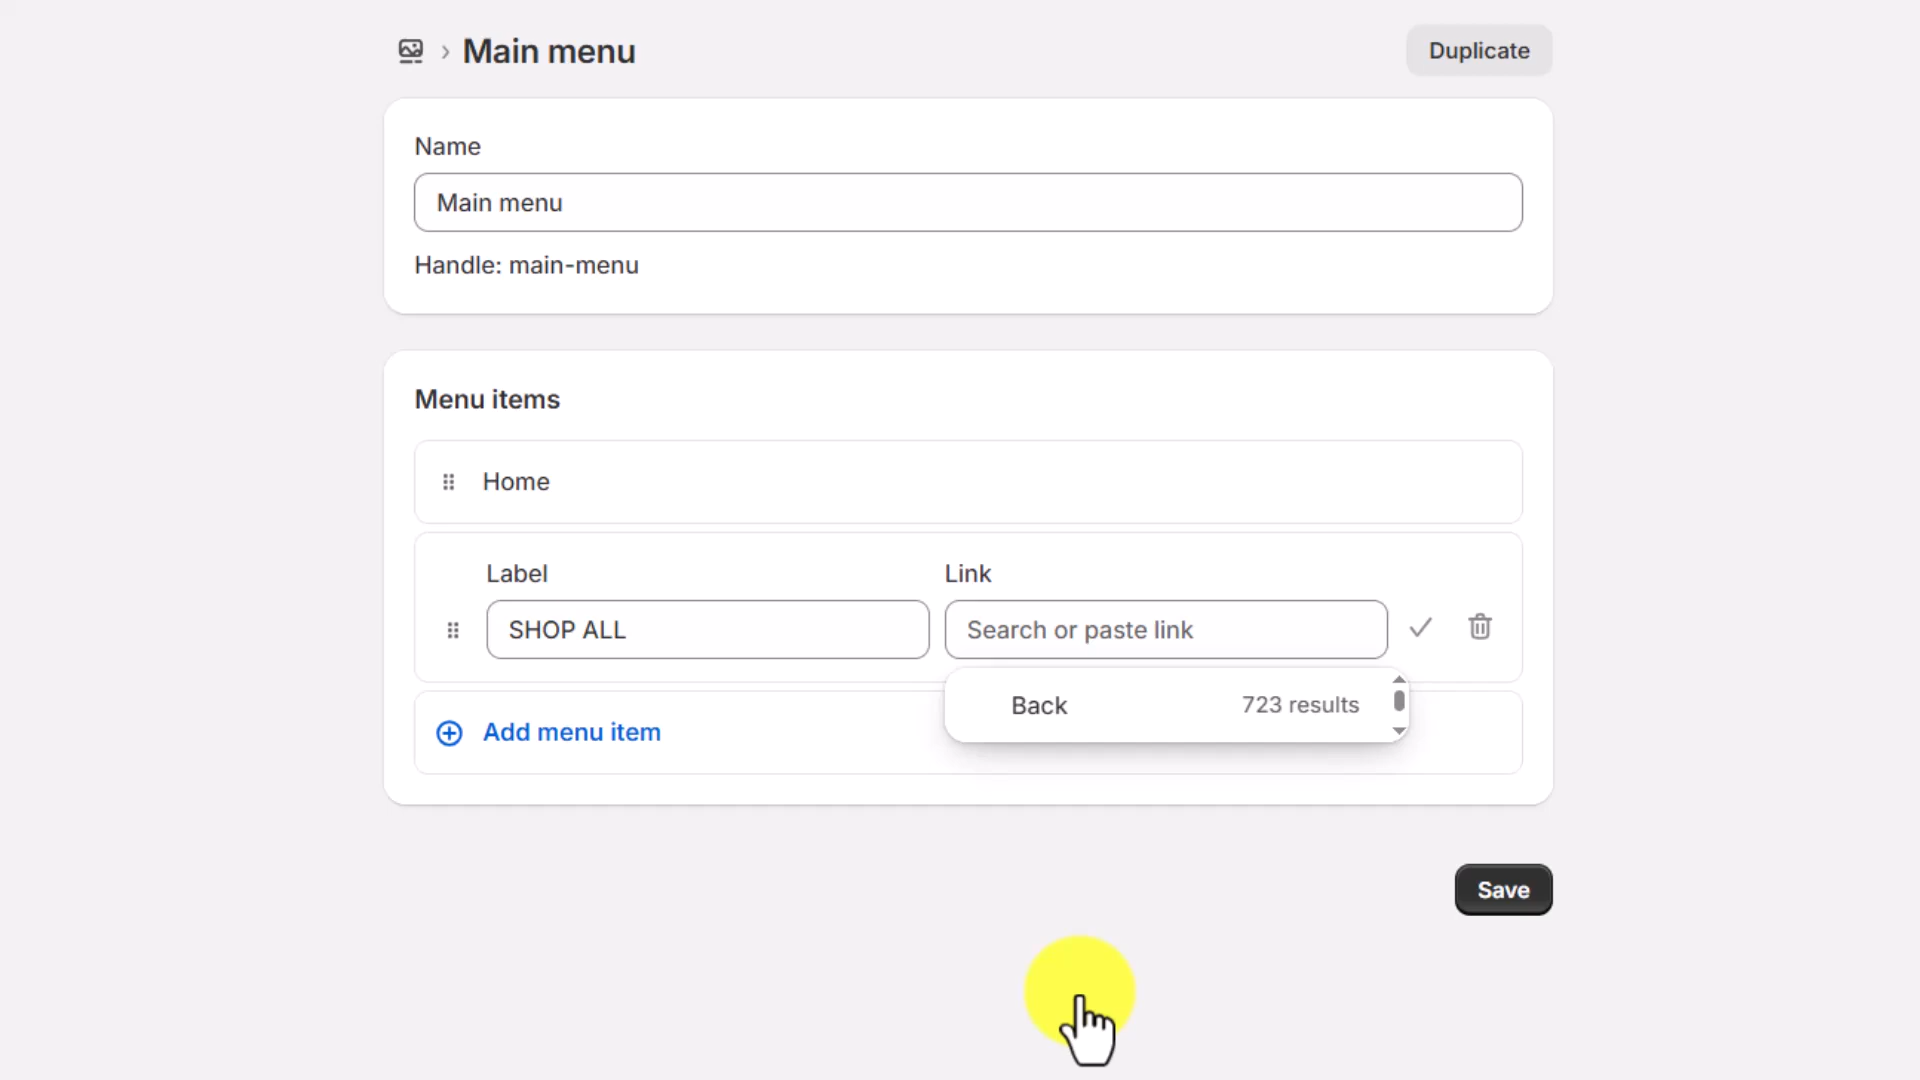 Main menu
Duplicate
Name
Main menu
Handle: main-menu
Menu items
Home
Label
Link
SHOP ALL
Search or paste link
Back
723 results
Add menu item
Save